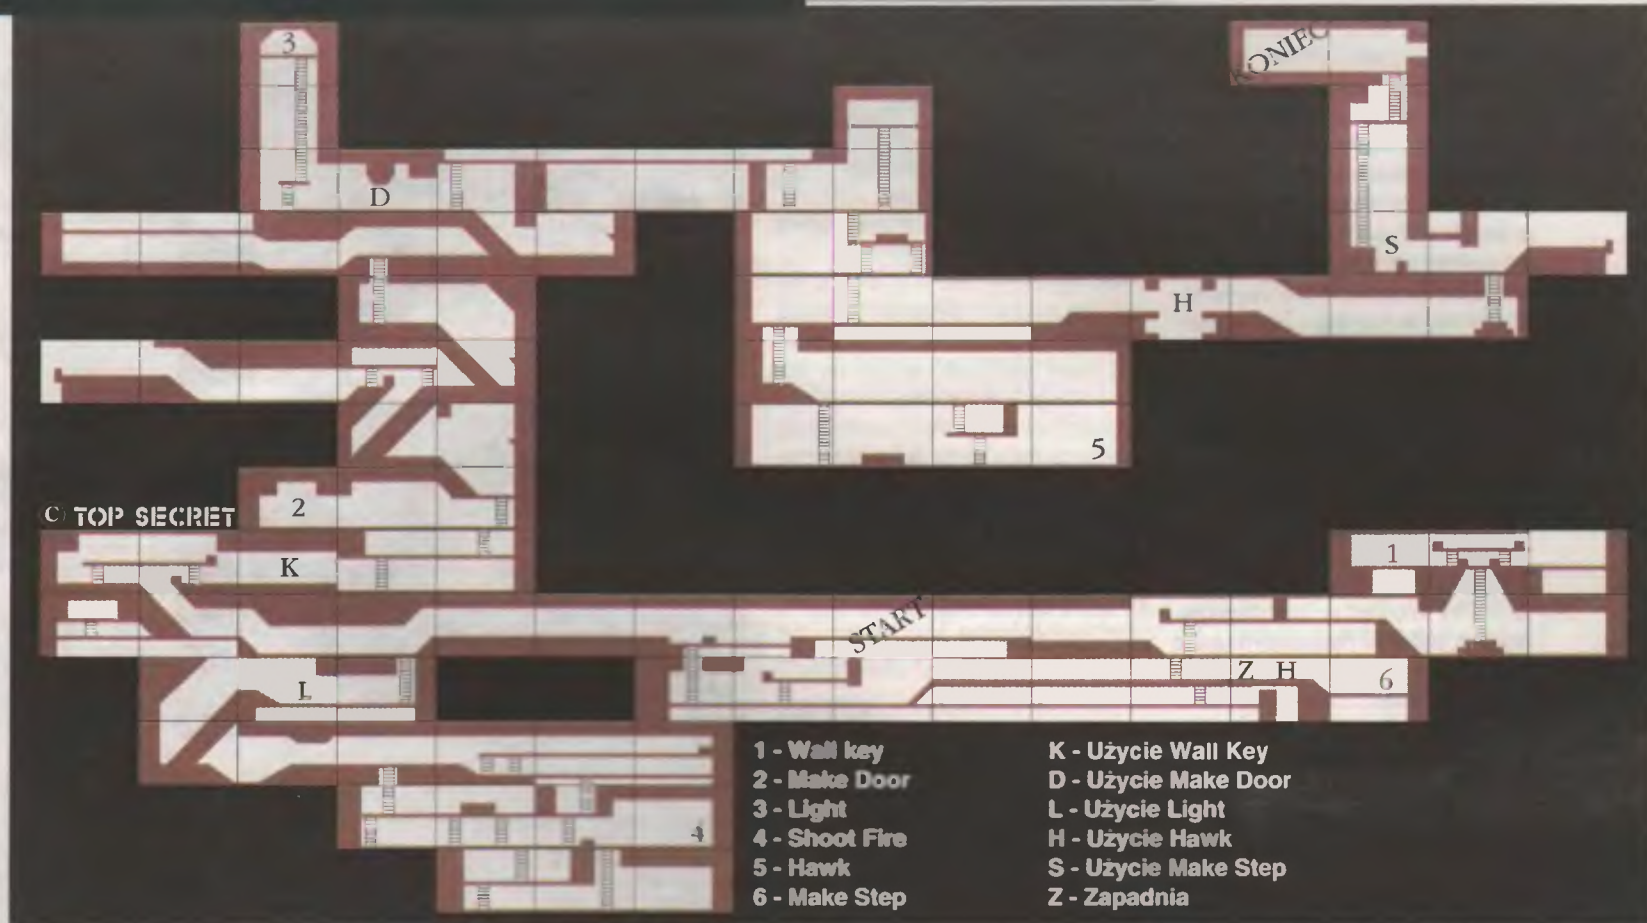 3
KONIEC
D
S
H
5
2
© TOP SECRET
1
K
START
L
Z H
6
4
1 - Wall key
2 - Make Door
3 - Light
4 - Shoot Fire
5 - Hawk
6 - Make Step
K - Użycie Wall Key
D - Użycie Make Door
L - Użycie Light
H - Użycie Hawk
S - Użycie Make Step
Z - Zapadnia